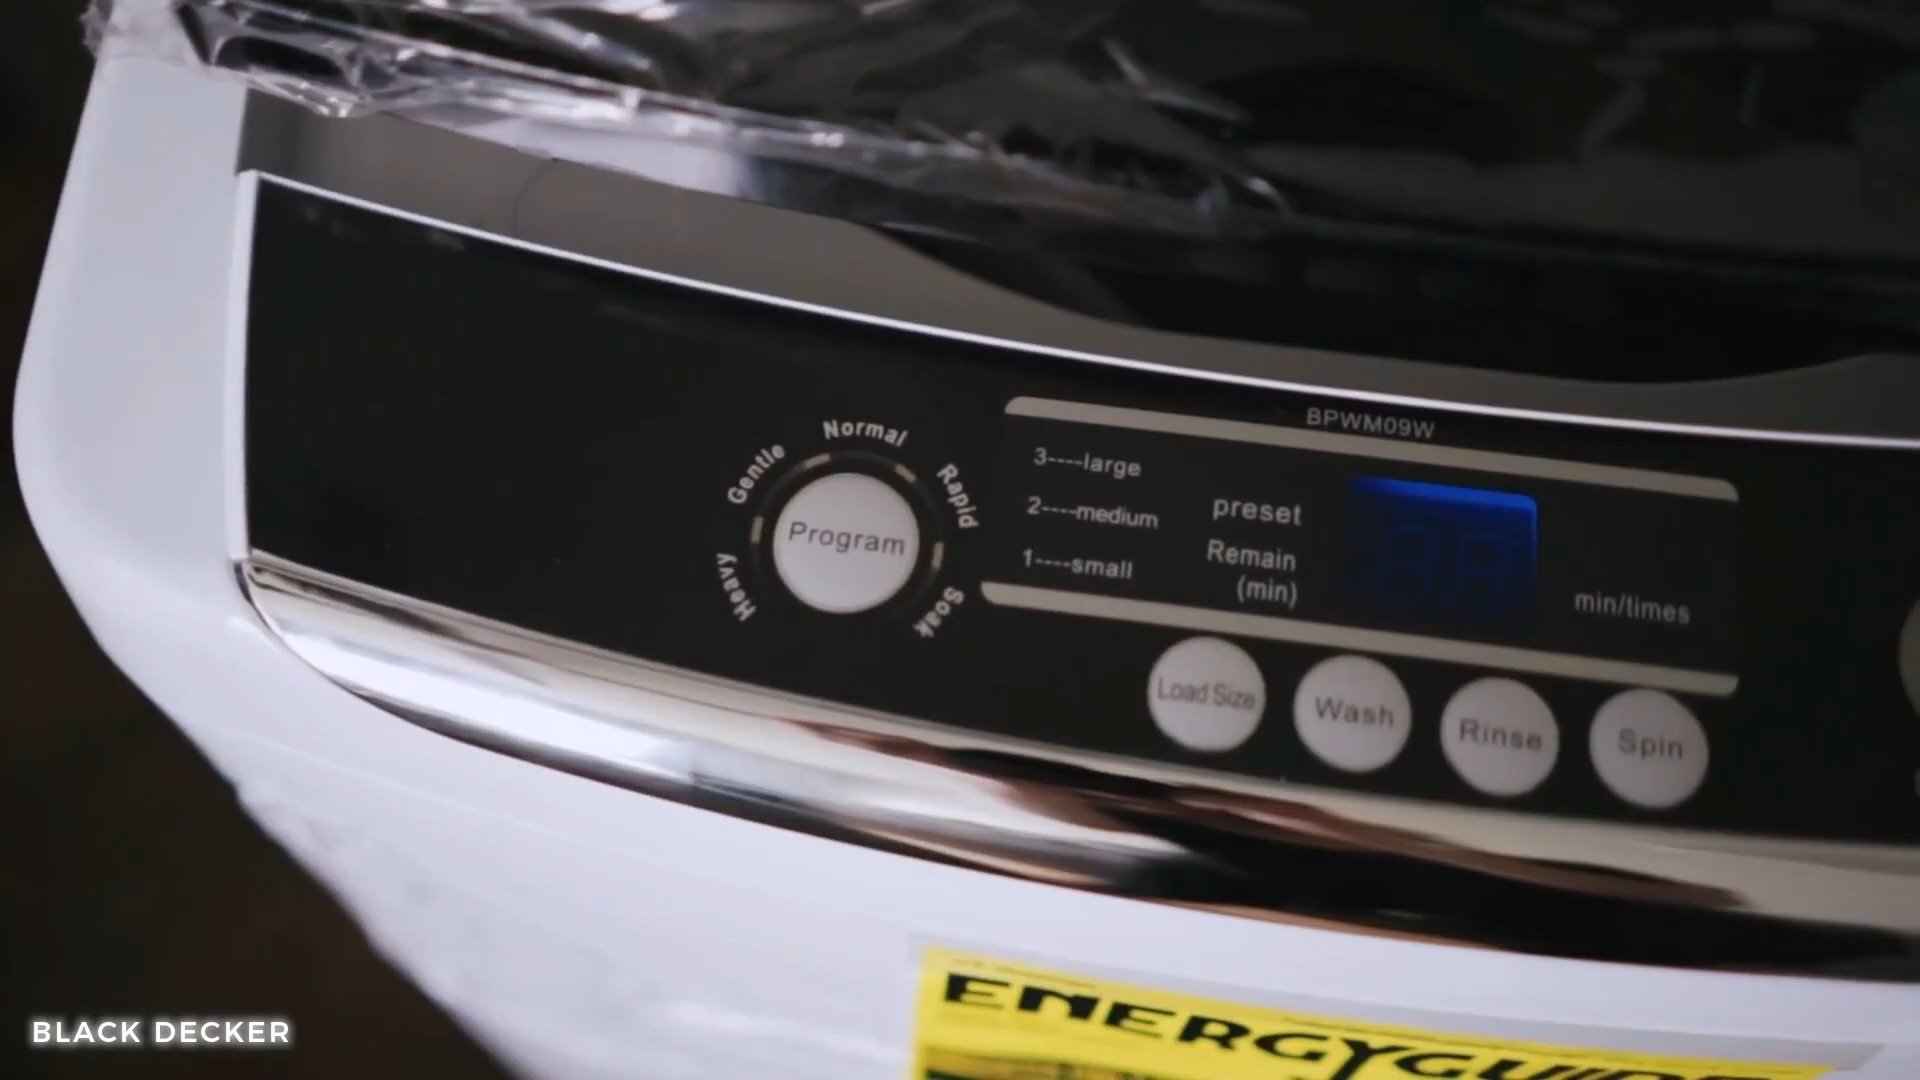 BPWM09W
3----large
2----medium
1----small
preset
Remain
(min)
min/times
Heavy
Gentle
Normal
Rapid
Soak
Program
Load Size
Wash
Rinse
Spin
ENERGYGUIDE
BLACK DECKER